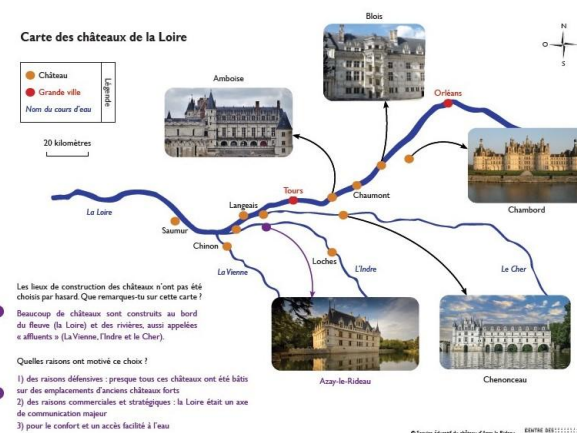 Carte des châteaux de la Loire
Château
Grande ville
Nom du cours d'eau
Légende
20 kilomètres
Blois
Amboise
Orléans
N
O
S
Tours
Langeais
Chaumont
Chambord
La Loire
Saumur
Chinon
Loches
La Vienne
L'Indre
Le Cher
Azay-le-Rideau
Chenonceau
Les lieux de construction des châteaux n'ont pas été
choisis par hasard. Que remarques-tu sur cette carte ?
Beaucoup de châteaux sont construits au bord
du fleuve (la Loire) et des rivières, aussi appelées
« affluents » (La Vienne, l'Indre et le Cher).
Quelles raisons ont motivé ce choix ?
1) des raisons défensives : presque tous ces châteaux ont été bâtis
sur des emplacements d'anciens châteaux forts
2) des raisons commerciales et stratégiques : la Loire était un axe
de communication majeur
3) pour le confort et un accès facilité à l'eau
CENTRE DES